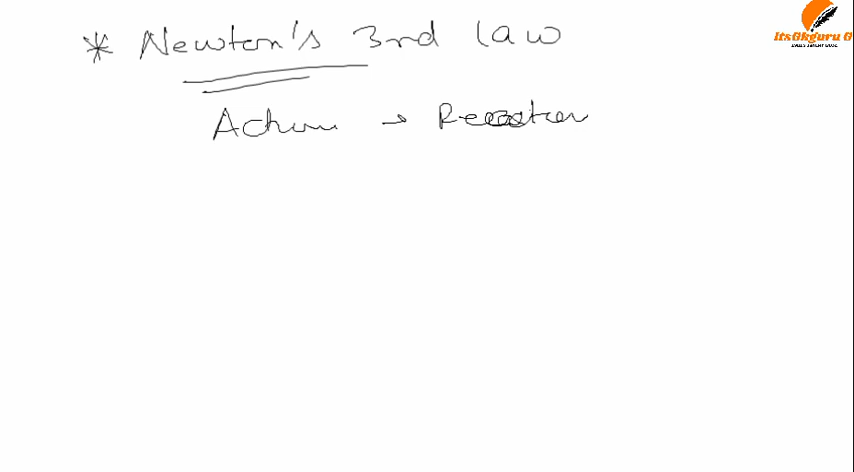 * Newton's 3rd law
Action → Reaction
ItsGkguru G